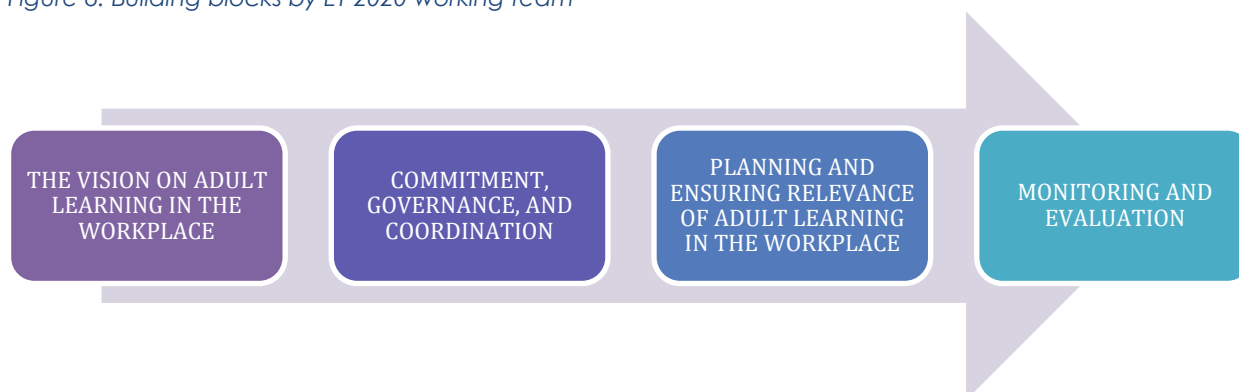 Figure 6: Building blocks by ET 2020 working team
THE VISION ON ADULT
LEARNING IN THE
WORKPLACE
COMMITMENT,
GOVERNANCE, AND
COORDINATION
PLANNING AND
ENSURING RELEVANCE
OF ADULT LEARNING
IN THE WORKPLACE
MONITORING AND
EVALUATION